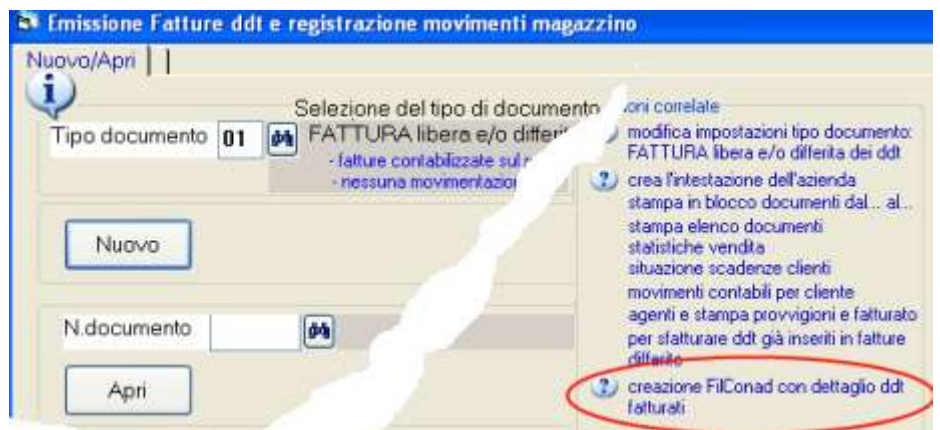 Emissione Fatture ddt e registrazione movimenti magazzino
Nuovo/Apri
Selezione del tipo di documento
Tipo documento 01 FATTURA libera e/o differit
- fatture contabilizzate sul
- nessuna movimentazio
Nuovo
N.documento
Apri
oni correlate
modifica impostazioni tipo documento:
FATTURA libera e/o differita dei ddt
crea l'intestazione dell'azienda
stampa in blocco documenti dal... al...
stampa elenco documenti
statistiche vendita
situazione scadenze clienti
movimenti contabili per cliente
agenti e stampa provvigioni e fatturato
per sfatturare ddt già inseriti in fatture
differito
creazione FilConad con dettaglio ddt
fatturati